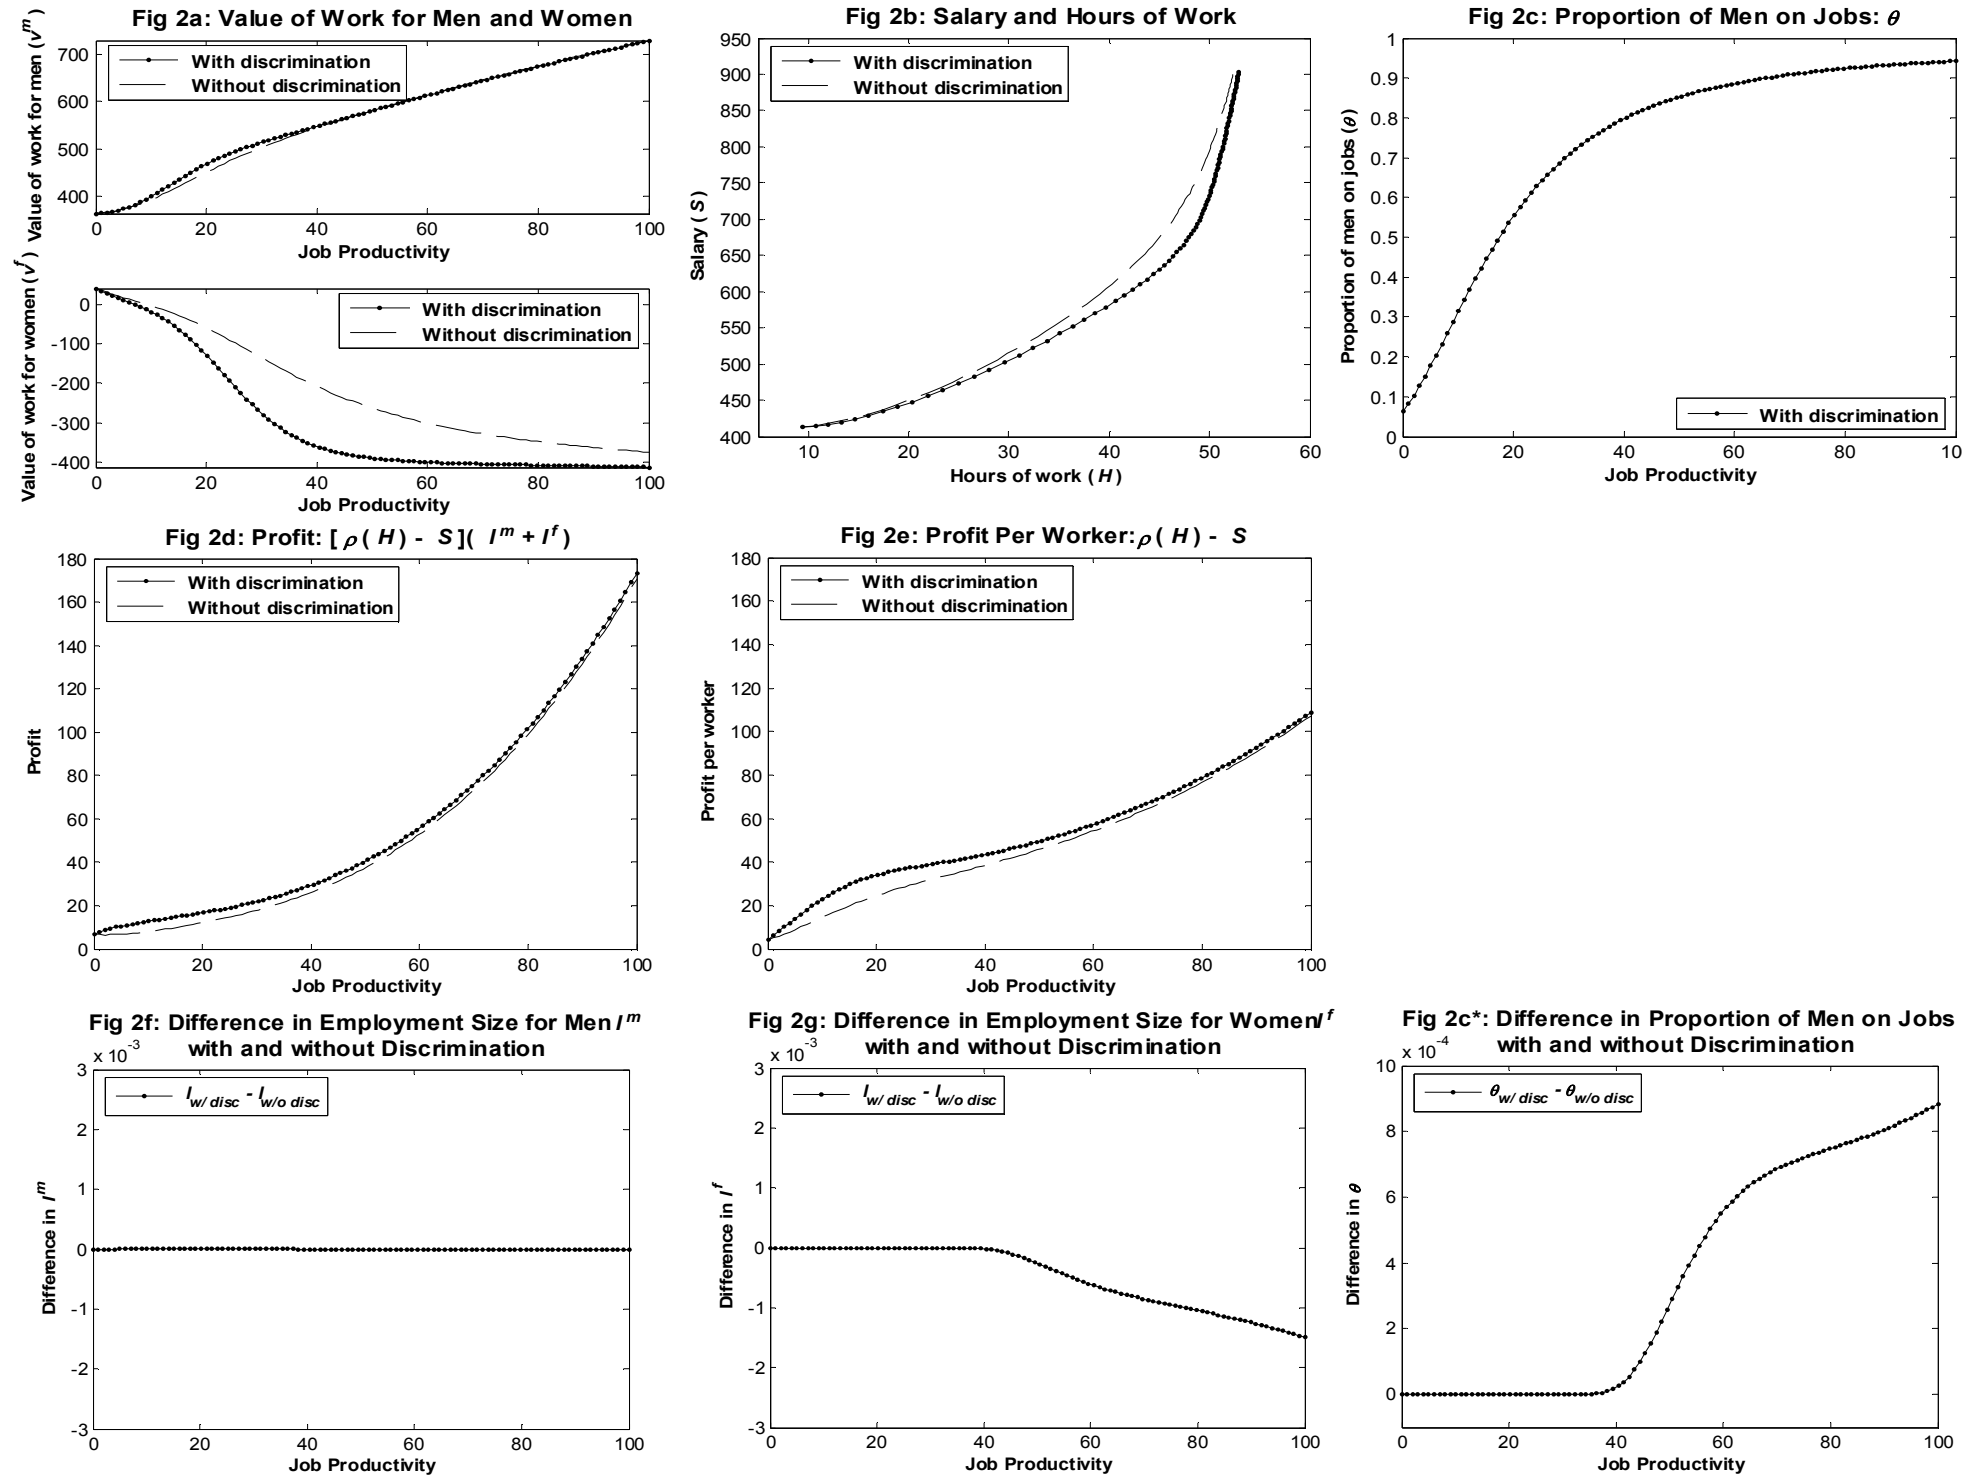 Fig 2a: Value of Work for Men and Women
Value of work for men (v^m)
700
600
500
400
With discrimination
Without discrimination
0 20 40 60 80 100
Job Productivity
Value of work for women (v^f)
0
-100
-200
-300
-400
With discrimination
Without discrimination
0 20 40 60 80 100
Job Productivity
Fig 2b: Salary and Hours of Work
Salary (S)
950
900
850
800
750
700
650
600
550
500
450
400
With discrimination
Without discrimination
10 20 30 40 50 60
Hours of work (H)
Fig 2c: Proportion of Men on Jobs: θ
Proportion of men on jobs (θ)
1
0.9
0.8
0.7
0.6
0.5
0.4
0.3
0.2
0.1
0
With discrimination
0 20 40 60 80 10
Job Productivity
Fig 2d: Profit: [ρ(H) - S](l^m + l^f)
Profit
180
160
140
120
100
80
60
40
20
0
With discrimination
Without discrimination
0 20 40 60 80 100
Job Productivity
Fig 2e: Profit Per Worker: ρ(H) - S
Profit per worker
180
160
140
120
100
80
60
40
20
0
With discrimination
Without discrimination
0 20 40 60 80 100
Job Productivity
Fig 2f: Difference in Employment Size for Men l^m
with and without Discrimination
x 10^-3
Difference in l^m
3
2
1
0
-1
-2
-3
l_w/ disc - l_w/o disc
0 20 40 60 80 100
Job Productivity
Fig 2g: Difference in Employment Size for Women l^f
with and without Discrimination
x 10^-3
Difference in l^f
3
2
1
0
-1
-2
-3
l_w/ disc - l_w/o disc
0 20 40 60 80 100
Job Productivity
Fig 2c*: Difference in Proportion of Men on Jobs
with and without Discrimination
x 10^-4
Difference in θ
10
8
6
4
2
0
θ_w/ disc - θ_w/o disc
0 20 40 60 80 100
Job Productivity